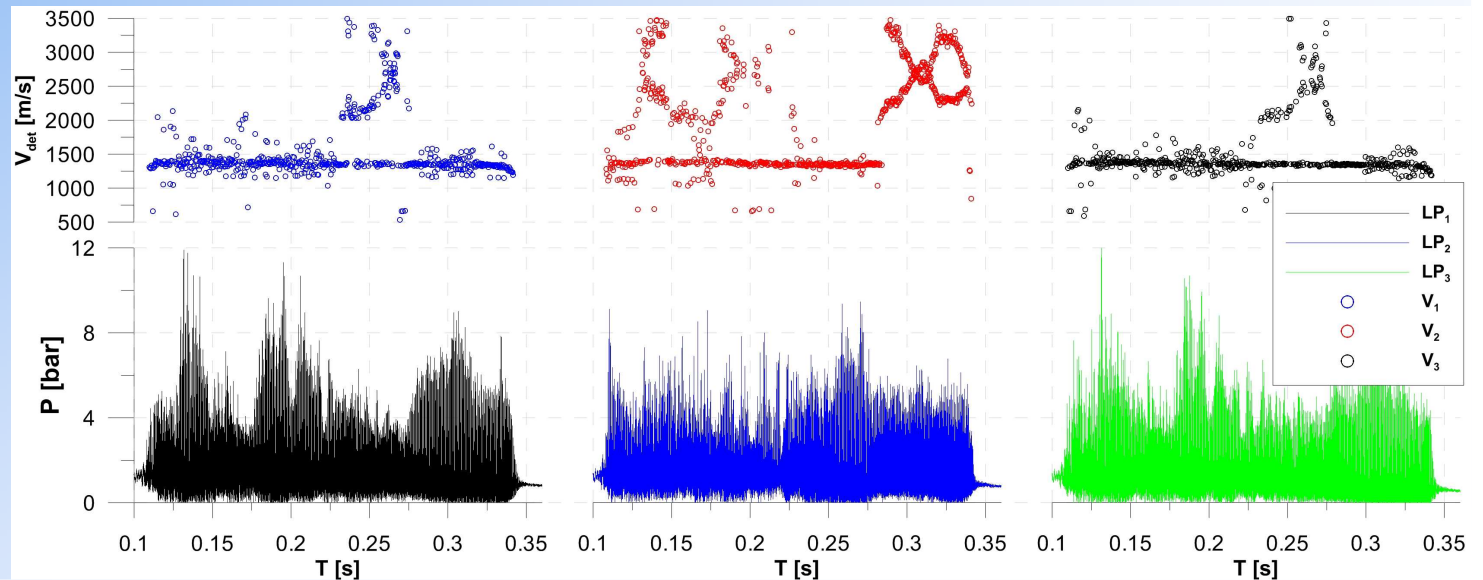 3500
3000
2500
2000
1500
1000
500
V_det [m/s]
12
8
4
0
P [bar]
0.1 0.15 0.2 0.25 0.3 0.35
T [s]
0.1 0.15 0.2 0.25 0.3 0.35
T [s]
0.1 0.15 0.2 0.25 0.3 0.35
T [s]
LP₁
LP₂
LP₃
V₁
V₂
V₃